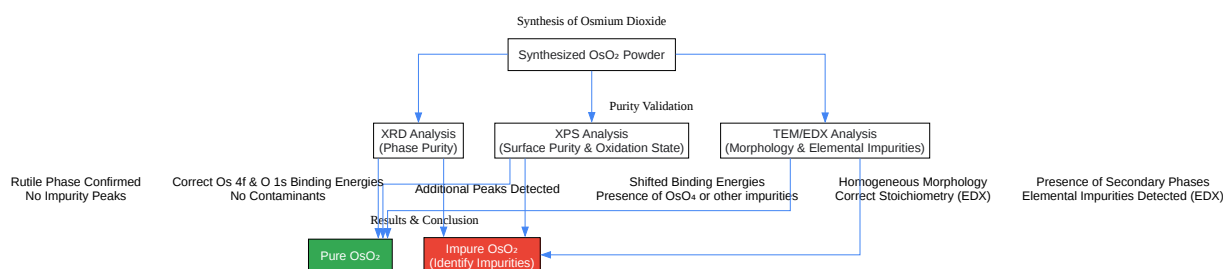 Synthesis of Osmium Dioxide
Synthesized OsO₂ Powder
Purity Validation
XRD Analysis
(Phase Purity)
XPS Analysis
(Surface Purity & Oxidation State)
TEM/EDX Analysis
(Morphology & Elemental Impurities)
Rutile Phase Confirmed
No Impurity Peaks
Correct Os 4f & O 1s Binding Energies
No Contaminants
Additional Peaks Detected
Shifted Binding Energies
Presence of OsO₄ or other impurities
Homogeneous Morphology
Correct Stoichiometry (EDX)
Presence of Secondary Phases
Elemental Impurities Detected (EDX)
Results & Conclusion
Pure OsO₂
Impure OsO₂
(Identify Impurities)